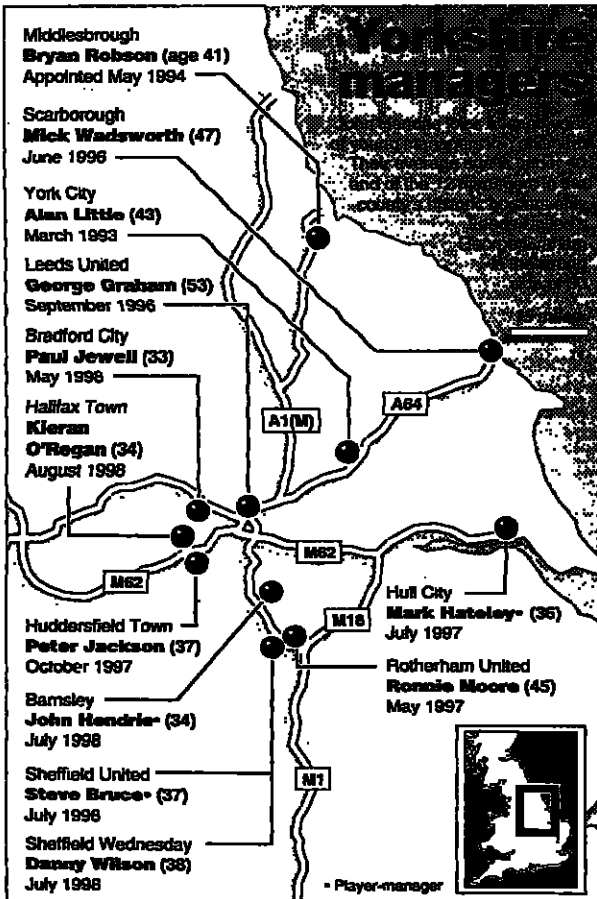 Yorkshire
managers
Middlesbrough
Bryan Robson (age 41)
Appointed May 1994
Scarborough
Mick Wadsworth (47)
June 1996
York City
Alan Little (43)
March 1993
Leeds United
George Graham (53)
September 1996
Bradford City
Paul Jewell (33)
May 1998
Halifax Town
Kieran
O'Regan (34)
August 1998
A1(M)
A64
M62
M62
M18
Huddersfield Town
Peter Jackson (37)
October 1997
Barnsley
John Hendrie• (34)
July 1998
Sheffield United
Steve Bruce• (37)
July 1998
Sheffield Wednesday
Danny Wilson (38)
July 1998
Hull City
Mark Hateley• (36)
July 1997
Rotherham United
Ronnie Moore (45)
May 1997
M1
• Player-manager